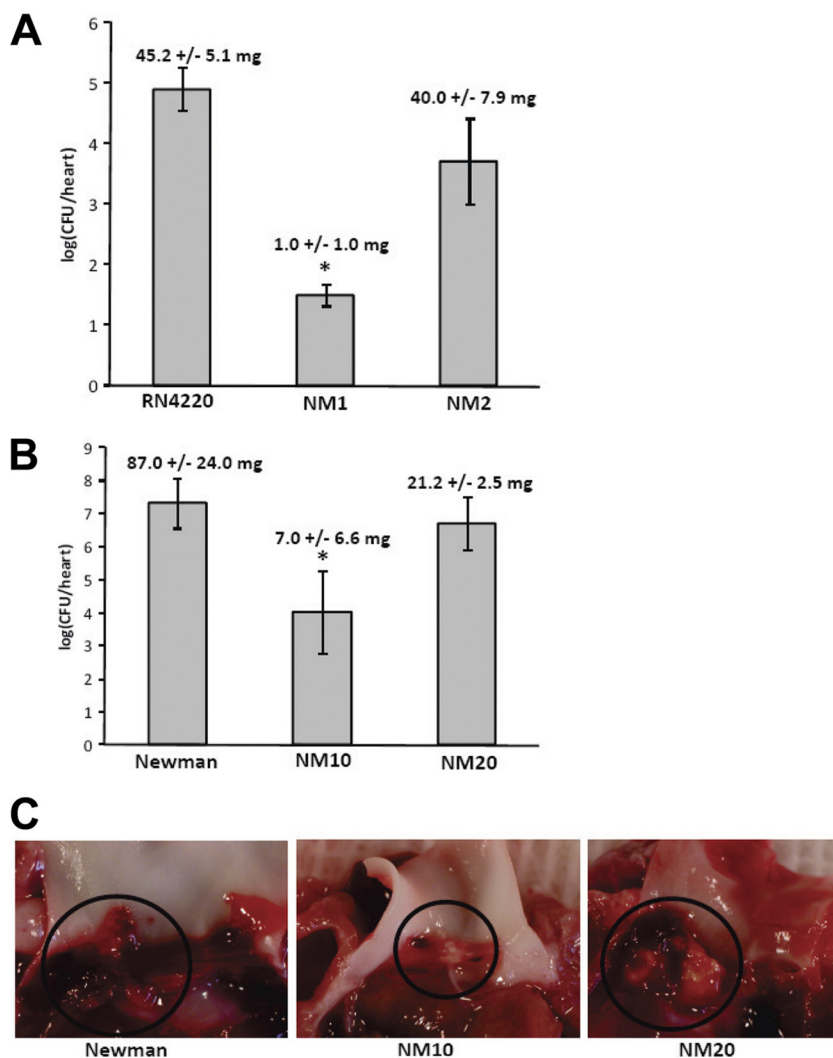 A
6
5
4
3
2
1
0
log(CFU/heart)
45.2 +/- 5.1 mg
1.0 +/- 1.0 mg
*
40.0 +/- 7.9 mg
RN4220 NM1 NM2
B
9
8
7
6
5
4
3
2
1
0
log(CFU/heart)
87.0 +/- 24.0 mg
7.0 +/- 6.6 mg
*
21.2 +/- 2.5 mg
Newman NM10 NM20
C
Newman NM10 NM20